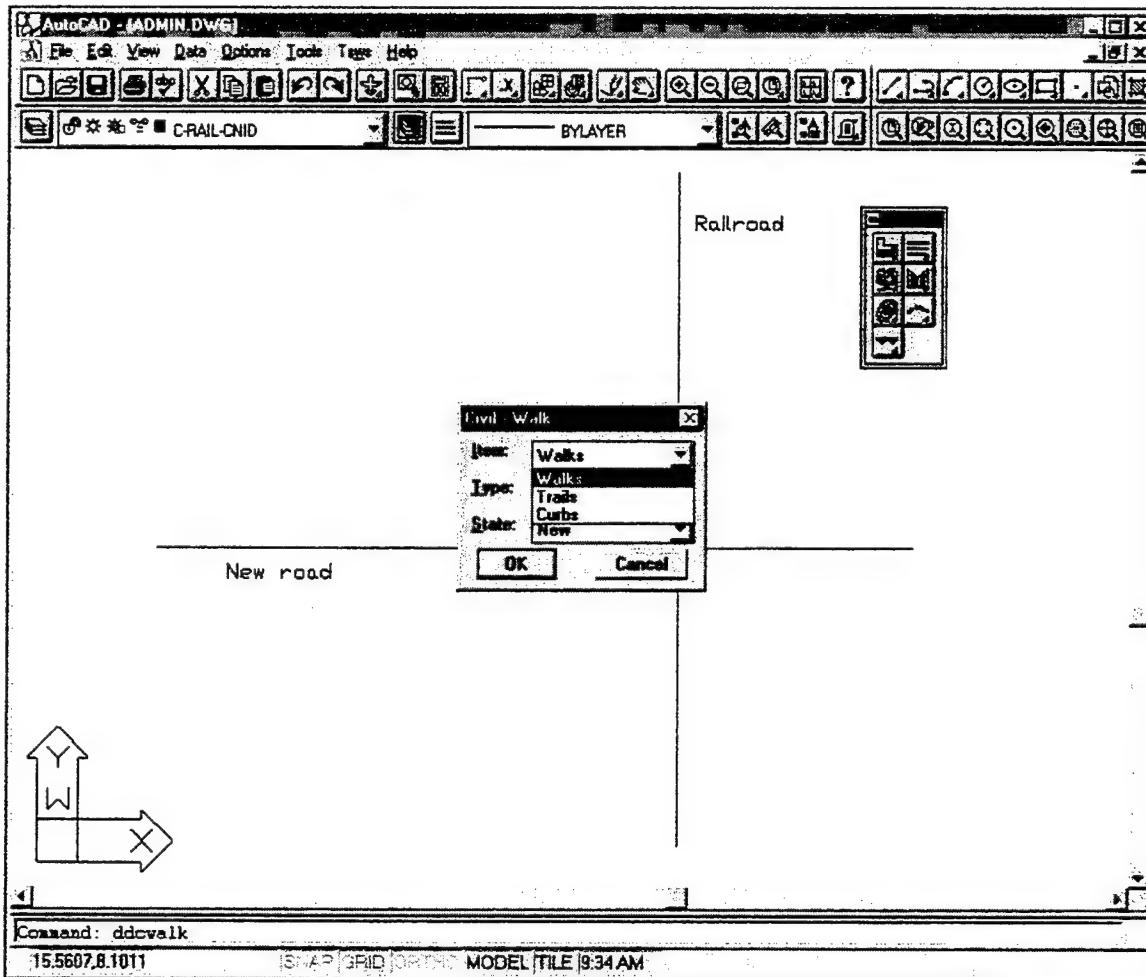 AutoCAD - [ADMIN.DWG]
File Edit View Data Options Tools Help
C-RAIL-CNID BYLAYER
Railroad
Civil - Walk
Item: Walks
Walks
Type:
Trails
Curbs
State: New
OK Cancel
New road
Y
W
X
Command: ddcwalk
15.5607,8.1011 SNAP GRID ORTHO MODEL TILE 9:34 AM